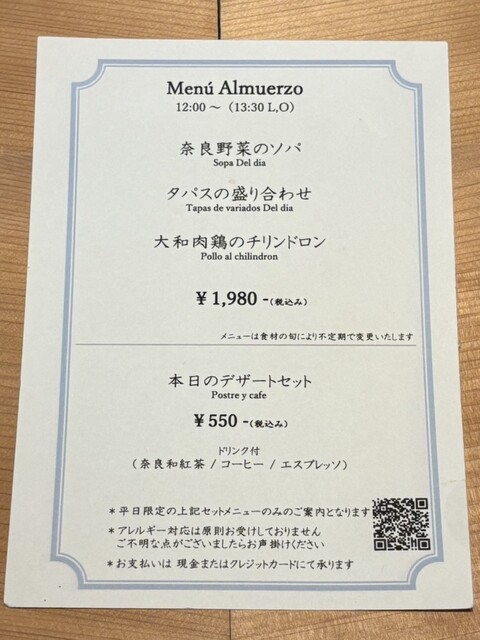 Menú Almuerzo
12:00 ～（13:30 L,O）
奈良野菜のソパ
Sopa Del dia
タパスの盛り合わせ
Tapas de variados Del dia
大和肉鶏のチリンドロン
Pollo al chilindron
¥ 1,980 -(税込み)
メニューは食材の旬により不定期で変更いたします
本日のデザートセット
Postre y cafe
¥ 550 -(税込み)
ドリンク付
（奈良和紅茶 / コーヒー / エスプレッソ）
＊平日限定の上記セットメニューのみのご案内となります
＊アレルギー対応は原則お受けしておりません
ご不明な点がございましたらお声掛けください
＊お支払いは 現金またはクレジットカードにて承ります